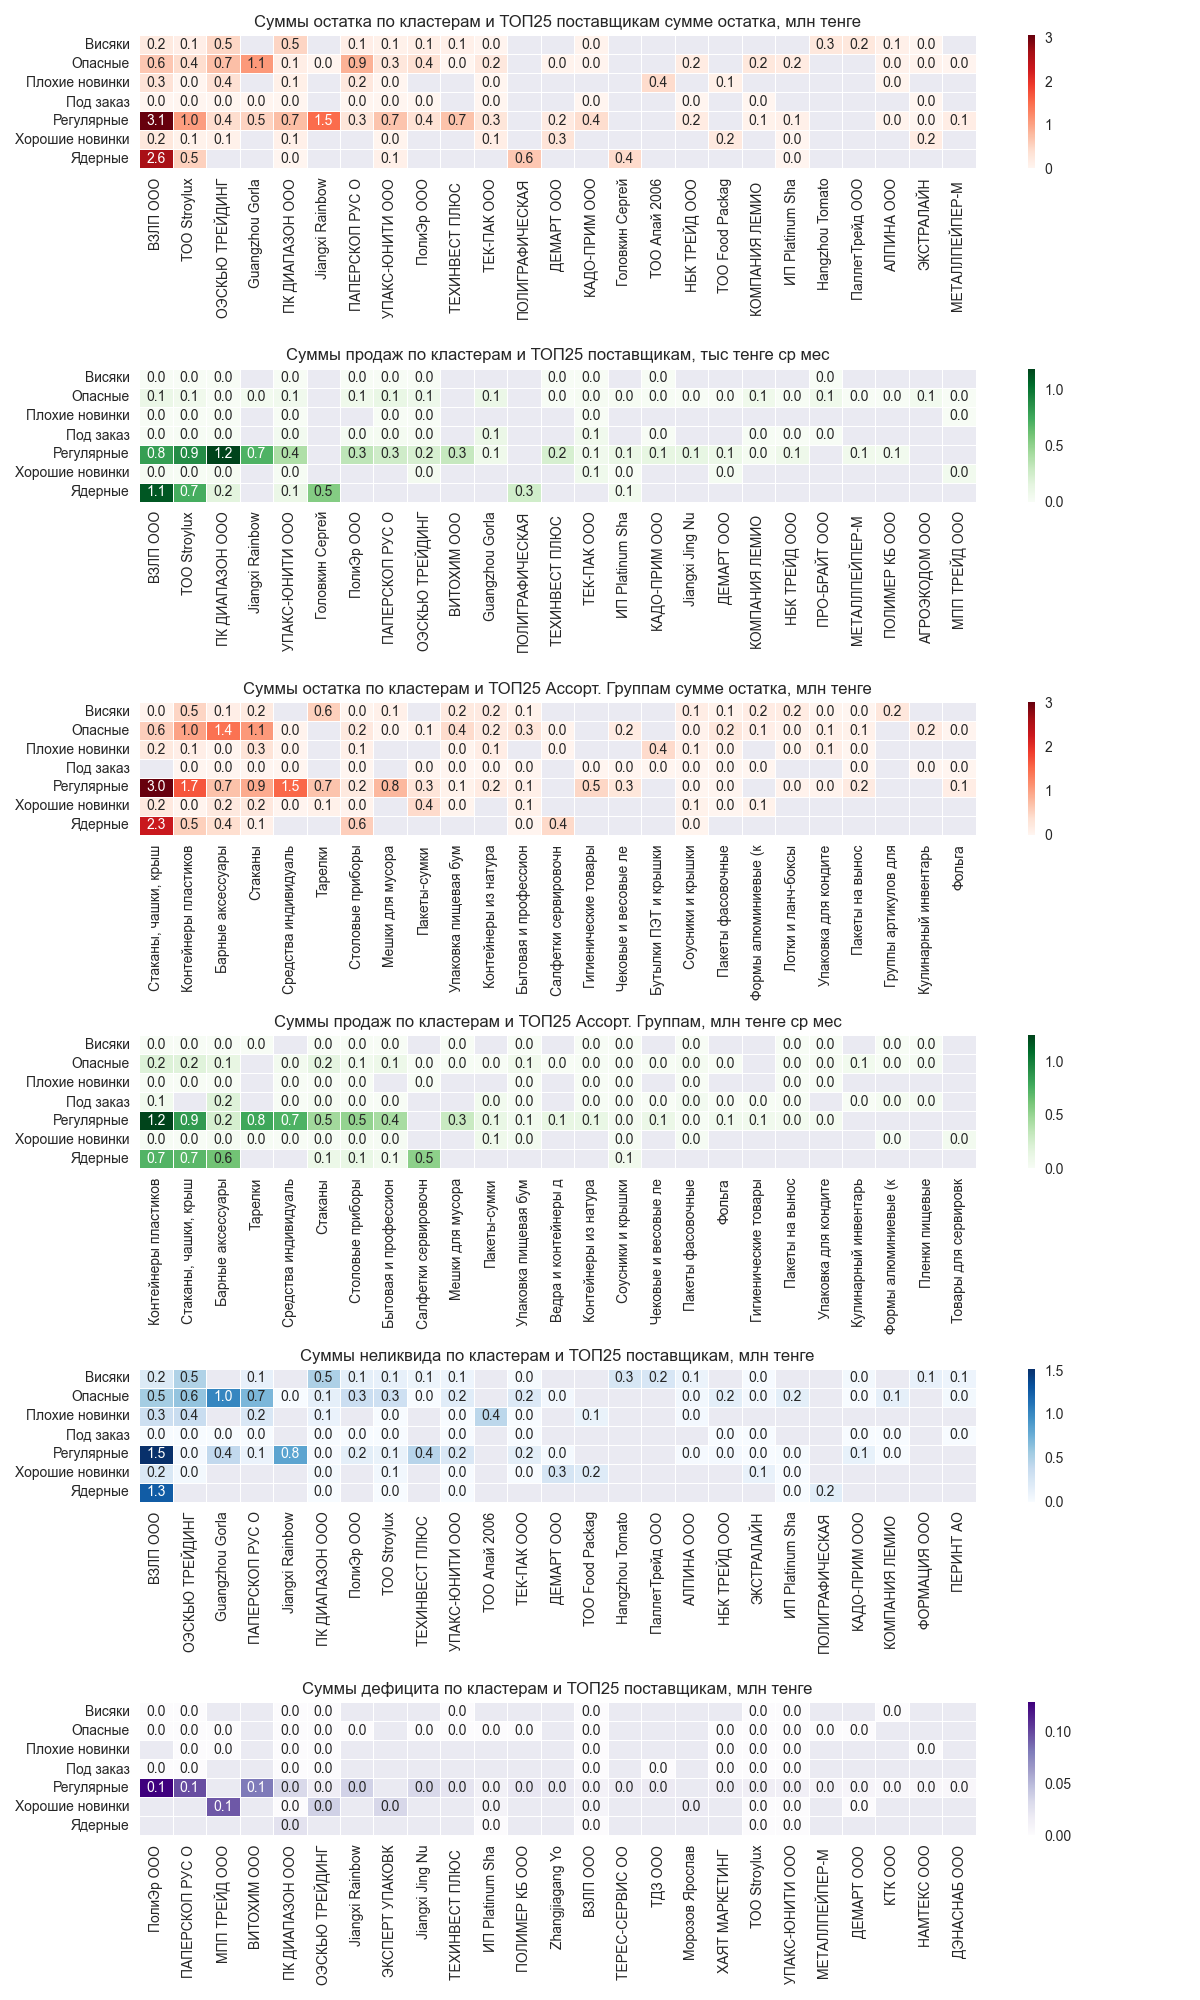 Суммы остатка по кластерам и ТОП25 поставщикам сумме остатка, млн тенге
Висяки 0.2 0.1 0.5 0.5 0.1 0.1 0.1 0.1 0.0 0.0 0.3 0.2 0.1 0.0
Опасные 0.6 0.4 0.7 1.1 0.1 0.0 0.9 0.3 0.4 0.0 0.2 0.0 0.0 0.2 0.2 0.2 0.0 0.0 0.0
Плохие новинки 0.3 0.0 0.4 0.1 0.2 0.0 0.0 0.4 0.1 0.0
Под заказ 0.0 0.0 0.0 0.0 0.0 0.0 0.0 0.0 0.0 0.0 0.0 0.0 0.0 0.0
Регулярные 3.1 1.0 0.4 0.5 0.7 1.5 0.3 0.7 0.4 0.7 0.3 0.2 0.4 0.2 0.1 0.1 0.0 0.0 0.1
Хорошие новинки 0.2 0.1 0.1 0.1 0.0 0.1 0.3 0.2 0.2
Ядерные 2.6 0.5 0.0 0.1 0.6 0.4 0.0
3
2
1
0
ВЗЛП ООО
ТОО Stroylux
ОЭСКЬЮ ТРЕЙДИНГ
Guangzhou Gorla
ПК ДИАПАЗОН ООО
Jiangxi Rainbow
ПАПЕРСКОП РУС О
УПАКС-ЮНИТИ ООО
ПолиЭр ООО
ТЕХИНВЕСТ ПЛЮС
ТЕК-ПАК ООО
ПОЛИГРАФИЧЕСКАЯ
ДЕМАРТ ООО
КАДО-ПРИМ ООО
Головкин Сергей
ТОО Апай 2006
НБК ТРЕЙД ООО
ТОО Food Packag
КОМПАНИЯ ЛЕМИО
ИП Platinum Sha
Hangzhou Tomato
ПаллетТрейд ООО
АЛПИНА ООО
ЭКСТРАЛАЙН
МЕТАЛЛПЕЙПЕР-М
Суммы продаж по кластерам и ТОП25 поставщикам, тыс тенге ср мес
Висяки 0.0 0.0 0.0 0.0 0.0 0.0 0.0 0.0 0.0 0.0 0.0
Опасные 0.1 0.1 0.0 0.0 0.1 0.1 0.1 0.1 0.1 0.0 0.0 0.0 0.0 0.0 0.0 0.1 0.0 0.1 0.0 0.0 0.1 0.0
Плохие новинки 0.0 0.0 0.0 0.0 0.0 0.0 0.0 0.0
Под заказ 0.0 0.0 0.0 0.0 0.0 0.0 0.0 0.1 0.1 0.0 0.0 0.0 0.0
Регулярные 0.8 0.9 1.2 0.7 0.4 0.3 0.3 0.2 0.3 0.1 0.2 0.1 0.1 0.1 0.1 0.1 0.0 0.1 0.1 0.1
Хорошие новинки 0.0 0.0 0.0 0.0 0.0 0.1 0.0 0.0 0.0
Ядерные 1.1 0.7 0.2 0.1 0.5 0.3 0.1
1.0
0.5
0.0
ВЗЛП ООО
ТОО Stroylux
ПК ДИАПАЗОН ООО
Jiangxi Rainbow
УПАКС-ЮНИТИ ООО
Головкин Сергей
ПолиЭр ООО
ПАПЕРСКОП РУС О
ОЭСКЬЮ ТРЕЙДИНГ
ВИТОХИМ ООО
Guangzhou Gorla
ПОЛИГРАФИЧЕСКАЯ
ТЕХИНВЕСТ ПЛЮС
ТЕК-ПАК ООО
ИП Platinum Sha
КАДО-ПРИМ ООО
Jiangxi Jing Nu
ДЕМАРТ ООО
КОМПАНИЯ ЛЕМИО
НБК ТРЕЙД ООО
ПРО-БРАЙТ ООО
МЕТАЛЛПЕЙПЕР-М
ПОЛИМЕР КБ ООО
АГРОЭКОДОМ ООО
МПП ТРЕЙД ООО
Суммы остатка по кластерам и ТОП25 Ассорт. Группам сумме остатка, млн тенге
Висяки 0.0 0.5 0.1 0.2 0.6 0.0 0.1 0.2 0.2 0.1 0.1 0.1 0.2 0.2 0.0 0.0 0.2
Опасные 0.6 1.0 1.4 1.1 0.0 0.2 0.0 0.1 0.4 0.2 0.3 0.0 0.2 0.0 0.2 0.1 0.0 0.1 0.1 0.2 0.0
Плохие новинки 0.2 0.1 0.0 0.3 0.0 0.1 0.0 0.1 0.0 0.4 0.1 0.0 0.0 0.1 0.0
Под заказ 0.0 0.0 0.0 0.0 0.0 0.0 0.0 0.0 0.0 0.0 0.0 0.0 0.0 0.0 0.0 0.0 0.0 0.0 0.0
Регулярные 3.0 1.7 0.7 0.9 1.5 0.7 0.2 0.8 0.3 0.1 0.2 0.1 0.5 0.3 0.0 0.0 0.0 0.0 0.2 0.1
Хорошие новинки 0.2 0.0 0.2 0.2 0.0 0.1 0.0 0.4 0.0 0.1 0.1 0.0 0.1
Ядерные 2.3 0.5 0.4 0.1 0.6 0.0 0.4 0.0
3
2
1
0
Стаканы, чашки, крыш
Контейнеры пластиков
Барные аксессуары
Стаканы
Средства индивидуаль
Тарелки
Столовые приборы
Мешки для мусора
Пакеты-сумки
Упаковка пищевая бум
Контейнеры из натура
Бытовая и профессион
Салфетки сервировочн
Гигиенические товары
Чековые и весовые ле
Бутылки ПЭТ и крышки
Соусники и крышки
Пакеты фасовочные
Формы алюминиевые (к
Лотки и ланч-боксы
Упаковка для кондите
Пакеты на вынос
Группы артикулов для
Кулинарный инвентарь
Фольга
Суммы продаж по кластерам и ТОП25 Ассорт. Группам, млн тенге ср мес
Висяки 0.0 0.0 0.0 0.0 0.0 0.0 0.0 0.0 0.0 0.0 0.0 0.0 0.0 0.0 0.0 0.0
Опасные 0.2 0.2 0.1 0.0 0.2 0.1 0.1 0.0 0.0 0.0 0.1 0.0 0.0 0.0 0.0 0.0 0.0 0.0 0.0 0.1 0.0 0.0
Плохие новинки 0.0 0.0 0.0 0.0 0.0 0.0 0.0 0.0 0.0 0.0 0.0 0.0
Под заказ 0.1 0.2 0.0 0.0 0.0 0.0 0.0 0.0 0.0 0.0 0.0 0.0 0.0 0.0 0.0 0.0 0.0 0.0 0.0 0.0
Регулярные 1.2 0.9 0.2 0.8 0.7 0.5 0.5 0.4 0.3 0.1 0.1 0.1 0.1 0.0 0.1 0.0 0.1 0.1 0.0 0.0
Хорошие новинки 0.0 0.0 0.0 0.0 0.0 0.0 0.0 0.0 0.1 0.0 0.0 0.0 0.0 0.0
Ядерные 0.7 0.7 0.6 0.1 0.1 0.1 0.5 0.1
1.0
0.5
0.0
Контейнеры пластиков
Стаканы, чашки, крыш
Барные аксессуары
Тарелки
Средства индивидуаль
Стаканы
Столовые приборы
Бытовая и профессион
Салфетки сервировочн
Мешки для мусора
Пакеты-сумки
Упаковка пищевая бум
Ведра и контейнеры д
Контейнеры из натура
Соусники и крышки
Чековые и весовые ле
Пакеты фасовочные
Фольга
Гигиенические товары
Пакеты на вынос
Упаковка для кондите
Кулинарный инвентарь
Формы алюминиевые (к
Пленки пищевые
Товары для сервировк
Суммы неликвида по кластерам и ТОП25 поставщикам, млн тенге
Висяки 0.2 0.5 0.1 0.5 0.1 0.1 0.1 0.1 0.0 0.3 0.2 0.1 0.0 0.0 0.1 0.1
Опасные 0.5 0.6 1.0 0.7 0.0 0.1 0.3 0.3 0.0 0.2 0.2 0.0 0.0 0.2 0.0 0.2 0.0 0.1
Плохие новинки 0.3 0.4 0.2 0.1 0.0 0.0 0.4 0.0 0.1 0.0
Под заказ 0.0 0.0 0.0 0.0 0.0 0.0 0.0 0.0 0.0 0.0 0.0 0.0 0.0 0.0 0.0
Регулярные 1.5 0.0 0.4 0.1 0.8 0.0 0.2 0.1 0.4 0.2 0.2 0.0 0.0 0.0 0.0 0.0 0.1 0.0
Хорошие новинки 0.2 0.0 0.0 0.1 0.0 0.0 0.3 0.2 0.1 0.0
Ядерные 1.3 0.0 0.0 0.0 0.0 0.2
1.5
1.0
0.5
0.0
ВЗЛП ООО
ОЭСКЬЮ ТРЕЙДИНГ
Guangzhou Gorla
ПАПЕРСКОП РУС О
Jiangxi Rainbow
ПК ДИАПАЗОН ООО
ПолиЭр ООО
ТОО Stroylux
ТЕХИНВЕСТ ПЛЮС
УПАКС-ЮНИТИ ООО
ТОО Апай 2006
ТЕК-ПАК ООО
ДЕМАРТ ООО
ТОО Food Packag
Hangzhou Tomato
ПаллетТрейд ООО
АЛПИНА ООО
НБК ТРЕЙД ООО
ЭКСТРАЛАЙН
ИП Platinum Sha
ПОЛИГРАФИЧЕСКАЯ
КАДО-ПРИМ ООО
КОМПАНИЯ ЛЕМИО
ФОРМАЦИЯ ООО
ПЕРИНТ АО
Суммы дефицита по кластерам и ТОП25 поставщикам, млн тенге
Висяки 0.0 0.0 0.0 0.0 0.0 0.0 0.0 0.0 0.0
Опасные 0.0 0.0 0.0 0.0 0.0 0.0 0.0 0.0 0.0 0.0 0.0 0.0 0.0 0.0 0.0 0.0
Плохие новинки 0.0 0.0 0.0 0.0 0.0 0.0 0.0 0.0 0.0
Под заказ 0.0 0.0 0.0 0.0 0.0 0.0 0.0 0.0 0.0
Регулярные 0.1 0.1 0.1 0.0 0.0 0.0 0.0 0.0 0.0 0.0 0.0 0.0 0.0 0.0 0.0 0.0 0.0 0.0 0.0 0.0 0.0 0.0
Хорошие новинки 0.1 0.0 0.0 0.0 0.0 0.0 0.0 0.0 0.0 0.0
Ядерные 0.0 0.0 0.0 0.0 0.0
0.10
0.05
0.00
ПолиЭр ООО
ПАПЕРСКОП РУС О
МПП ТРЕЙД ООО
ВИТОХИМ ООО
ПК ДИАПАЗОН ООО
ОЭСКЬЮ ТРЕЙДИНГ
Jiangxi Rainbow
ЭКСПЕРТ УПАКОВК
Jiangxi Jing Nu
ТЕХИНВЕСТ ПЛЮС
ИП Platinum Sha
ПОЛИМЕР КБ ООО
Zhangjiagang Yo
ВЗЛП ООО
ТЕРЕС-СЕРВИС ОО
ТДЗ ООО
Морозов Ярослав
ХАЯТ МАРКЕТИНГ
ТОО Stroylux
УПАКС-ЮНИТИ ООО
МЕТАЛЛПЕЙПЕР-М
ДЕМАРТ ООО
КТК ООО
НАМТЕКС ООО
ДЭНАСНАБ ООО